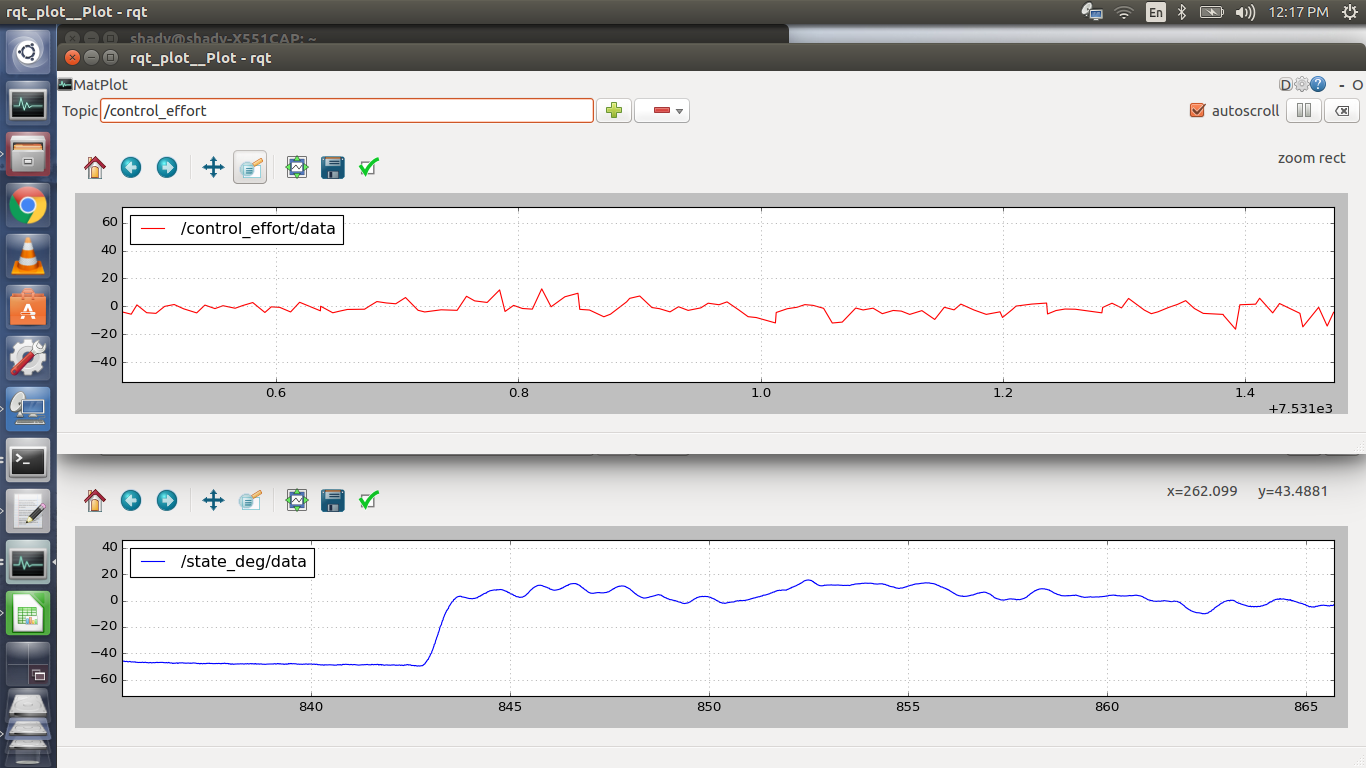 rqt_plot__Plot - rqt
En
12:17 PM
shady@shady-X551CAP: ~
rqt_plot__Plot - rqt
MatPlot
D
?
- O
Topic
/control_effort
autoscroll
zoom rect
/control_effort/data
60
40
20
0
−20
−40
0.6 0.8 1.0 1.2 1.4
+7.531e3
x=262.099 y=43.4881
/state_deg/data
40
20
0
−20
−40
−60
840 845 850 855 860 865